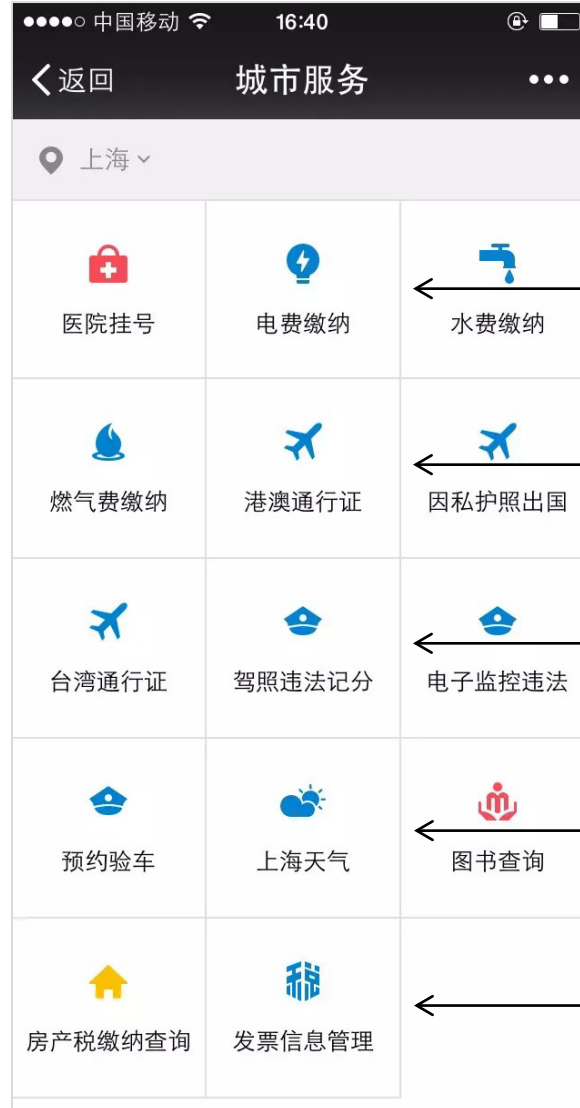 中国移动 16:40
返回 城市服务
上海
医院挂号 电费缴纳 水费缴纳
燃气费缴纳 港澳通行证 因私护照出国
台湾通行证 驾照违法记分 电子监控违法
预约验车 上海天气 图书查询
税
房产税缴纳查询 发票信息管理